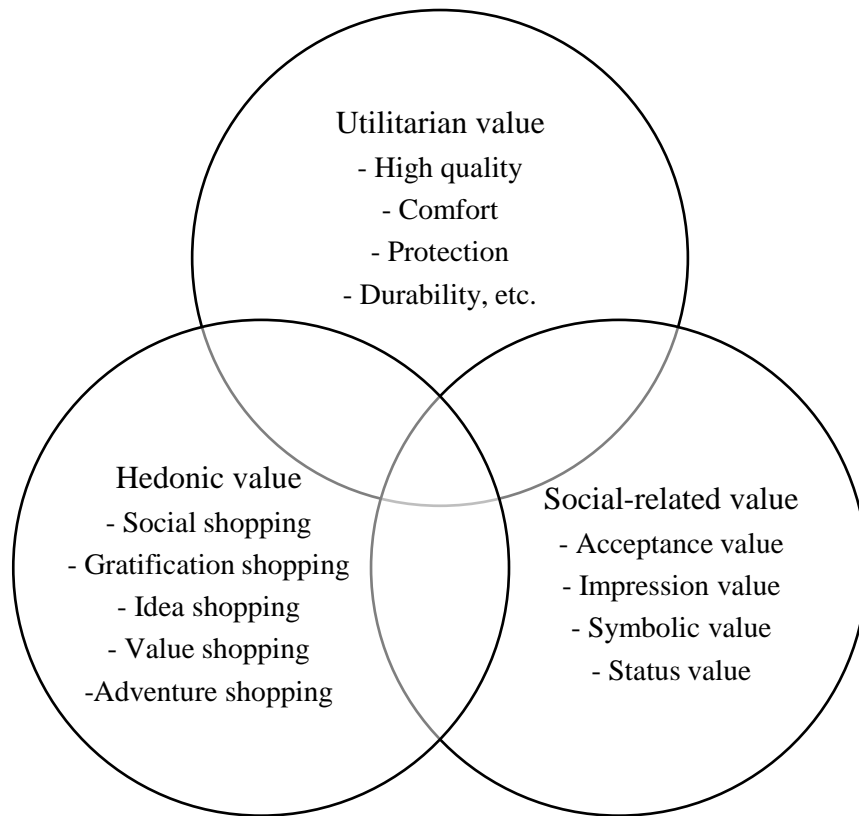 Utilitarian value
- High quality
- Comfort
- Protection
- Durability, etc.
Hedonic value
- Social shopping
- Gratification shopping
- Idea shopping
- Value shopping
-Adventure shopping
Social-related value
- Acceptance value
- Impression value
- Symbolic value
- Status value